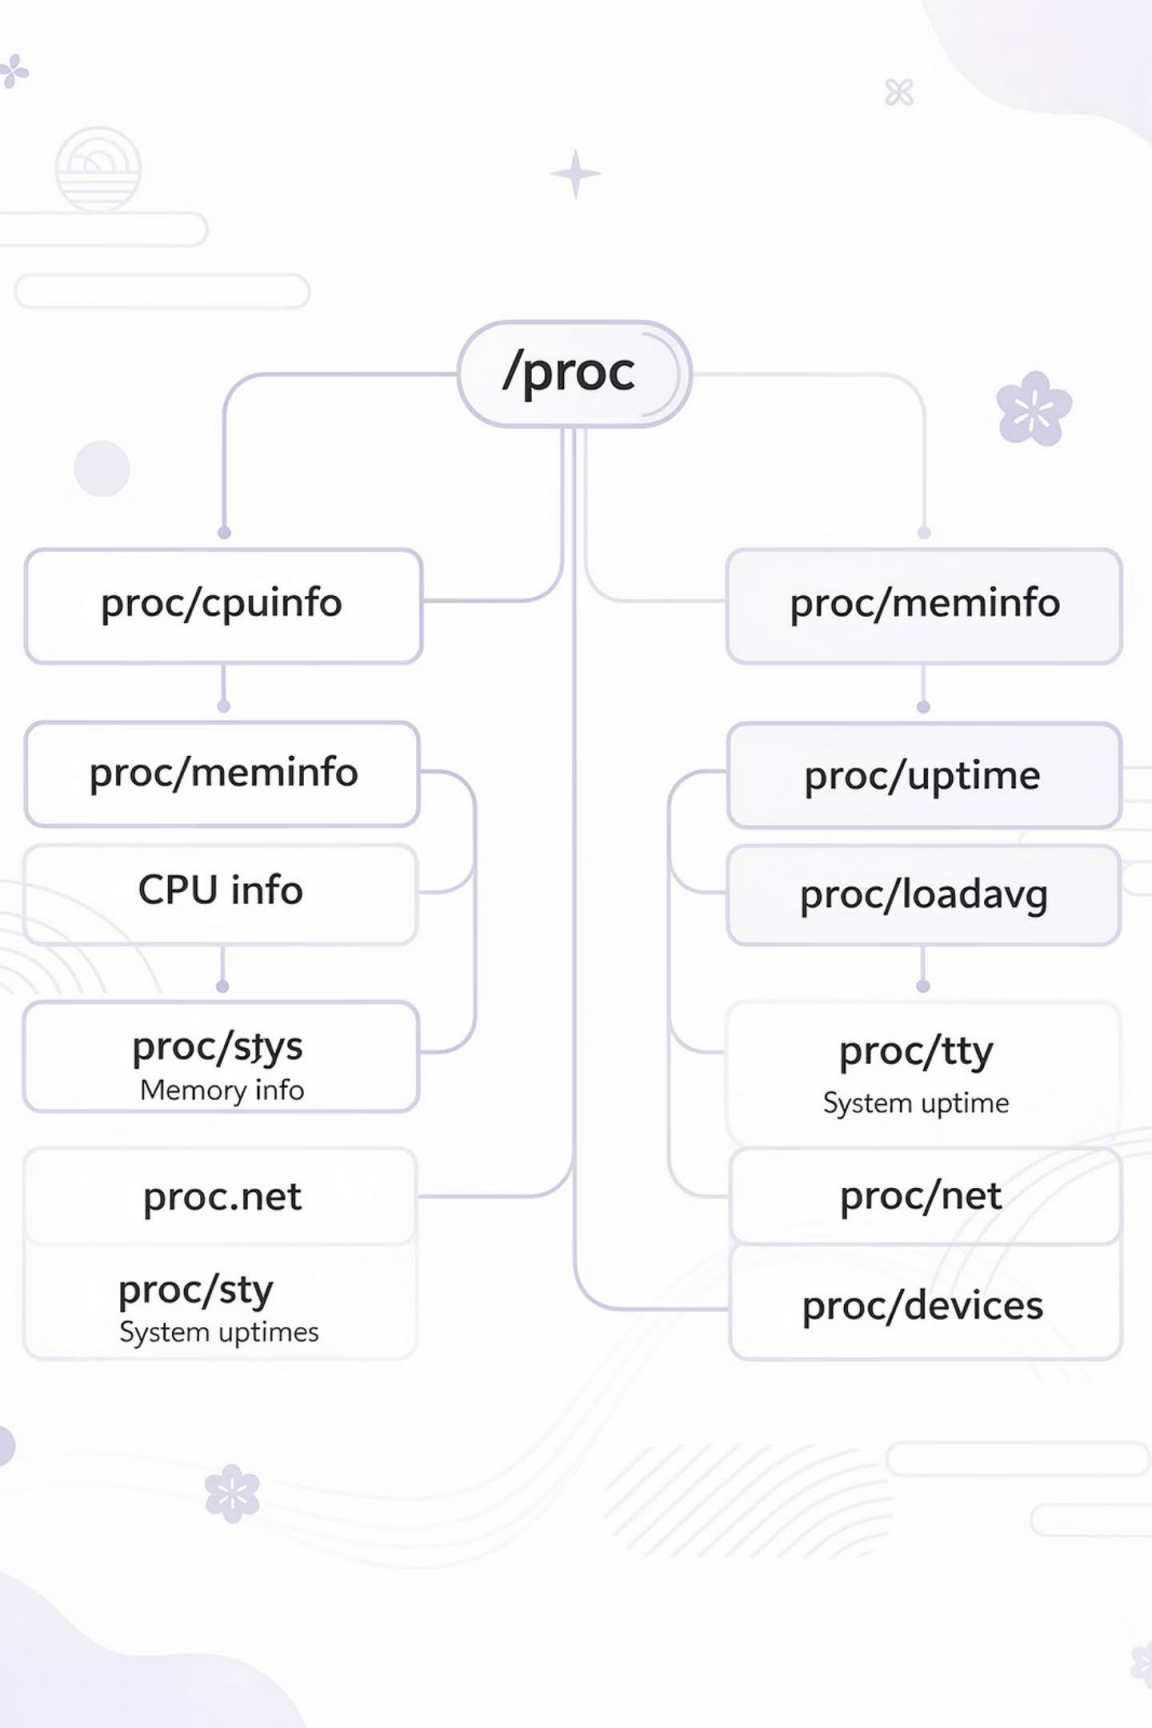 /proc
proc/cpuinfo
proc/meminfo
CPU info
Memory info
proc.net
proc/sty
System uptimes
proc/meminfo
proc/uptime
proc/loadavg
proc/tty
System uptime
proc/net
proc/devices